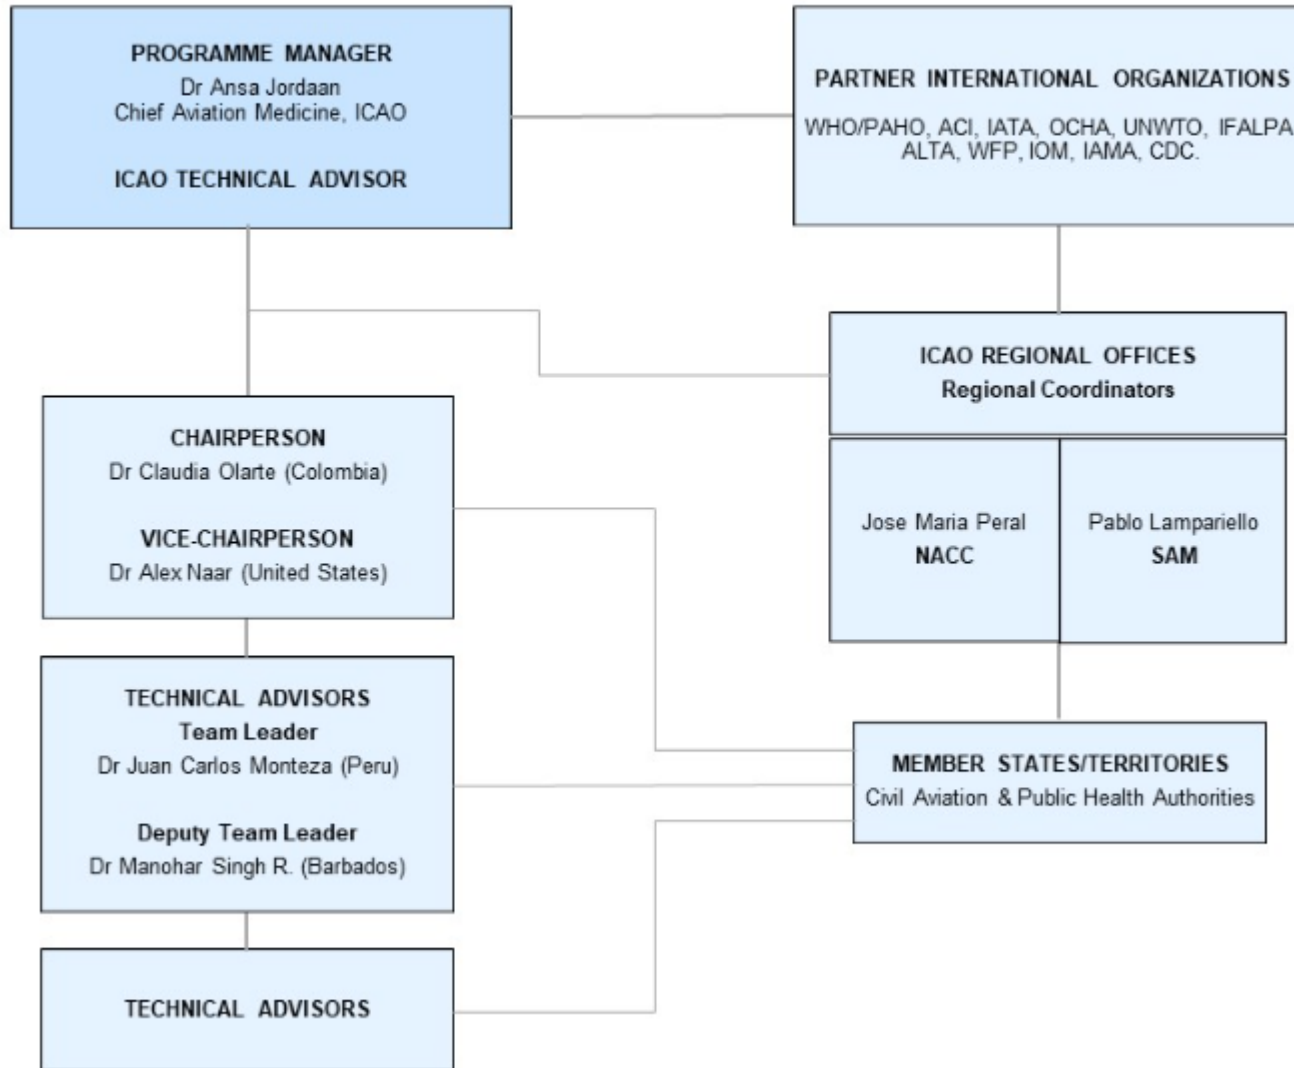 PROGRAMME MANAGER
Dr Ansa Jordaan
Chief Aviation Medicine, ICAO
ICAO TECHNICAL ADVISOR
PARTNER INTERNATIONAL ORGANIZATIONS
WHO/PAHO, ACI, IATA, OCHA, UNWTO, IFALPA
ALTA, WFP, IOM, IAMA, CDC.
ICAO REGIONAL OFFICES
Regional Coordinators
Jose Maria Peral
NACC
Pablo Lampariello
SAM
CHAIRPERSON
Dr Claudia Olarte (Colombia)
VICE-CHAIRPERSON
Dr Alex Naar (United States)
TECHNICAL ADVISORS
Team Leader
Dr Juan Carlos Monteza (Peru)
Deputy Team Leader
Dr Manohar Singh R. (Barbados)
MEMBER STATES/TERRITORIES
Civil Aviation & Public Health Authorities
TECHNICAL ADVISORS